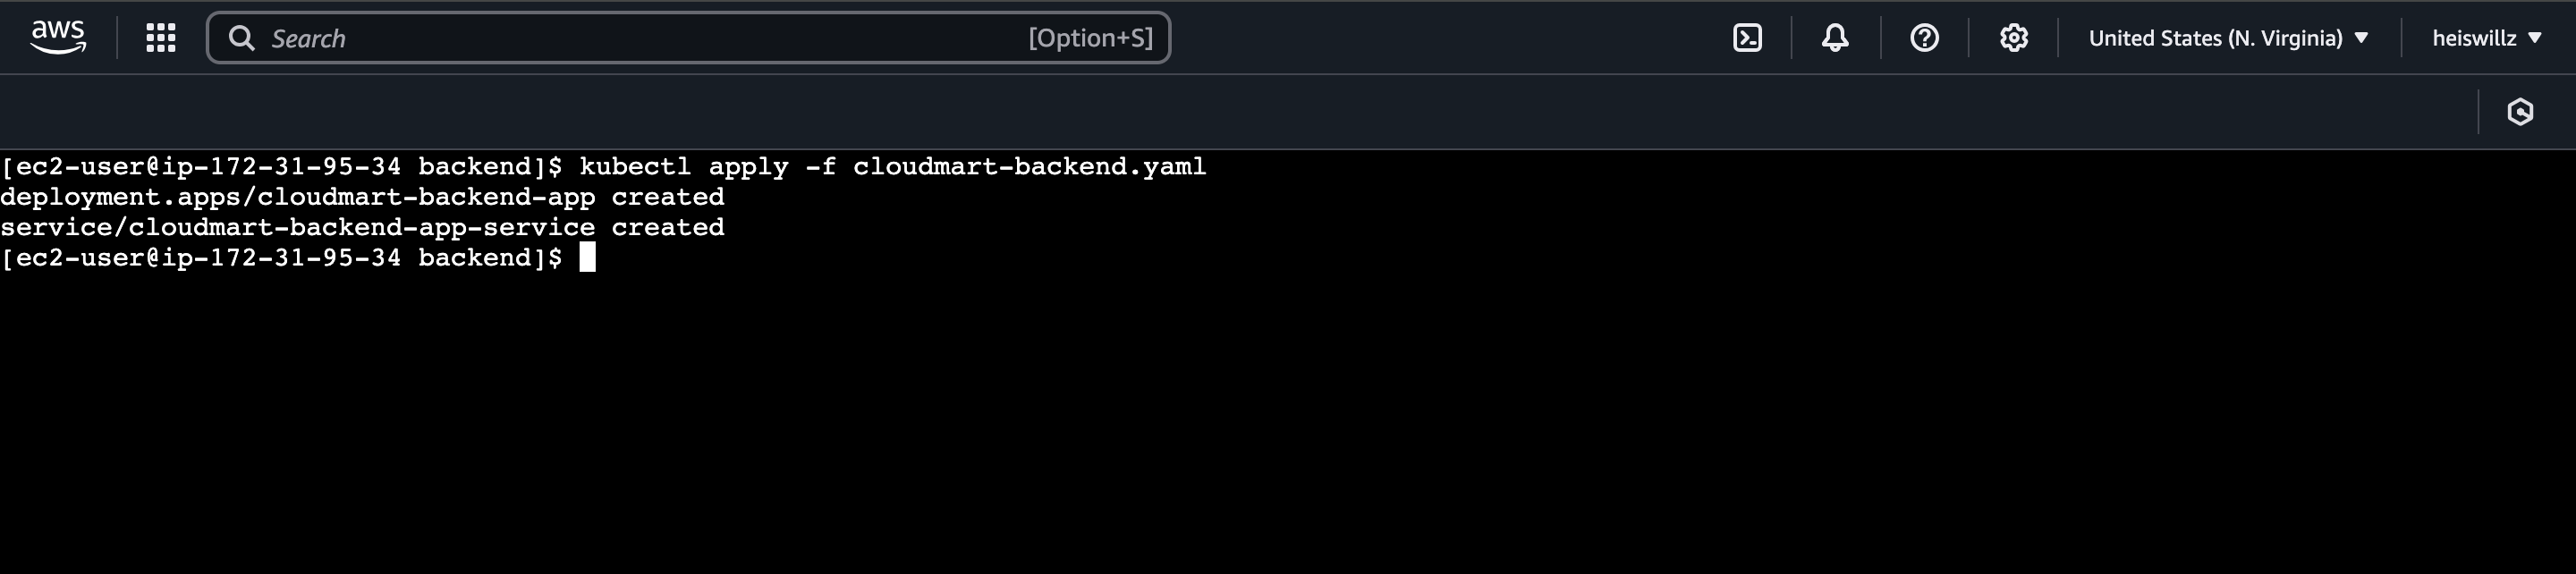 aws
Search [Option+S] United States (N. Virginia) heiswillz
[ec2-user@ip-172-31-95-34 backend]$ kubectl apply -f cloudmart-backend.yaml
deployment.apps/cloudmart-backend-app created
service/cloudmart-backend-app-service created
[ec2-user@ip-172-31-95-34 backend]$